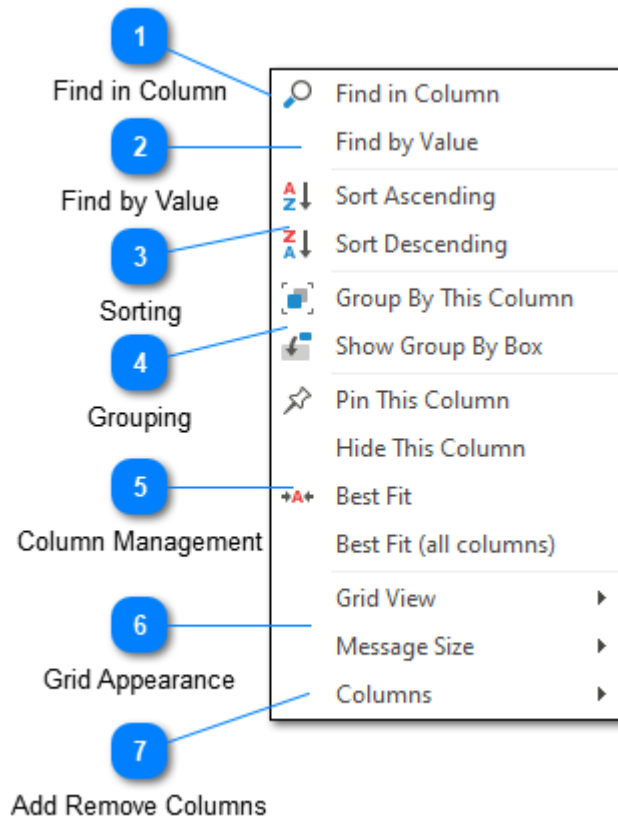 1
Find in Column
2
Find by Value
3
Sorting
4
Grouping
5
Column Management
6
Grid Appearance
7
Add Remove Columns
Find in Column
Find by Value
Sort Ascending
Sort Descending
Group By This Column
Show Group By Box
Pin This Column
Hide This Column
Best Fit
Best Fit (all columns)
Grid View
Message Size
Columns